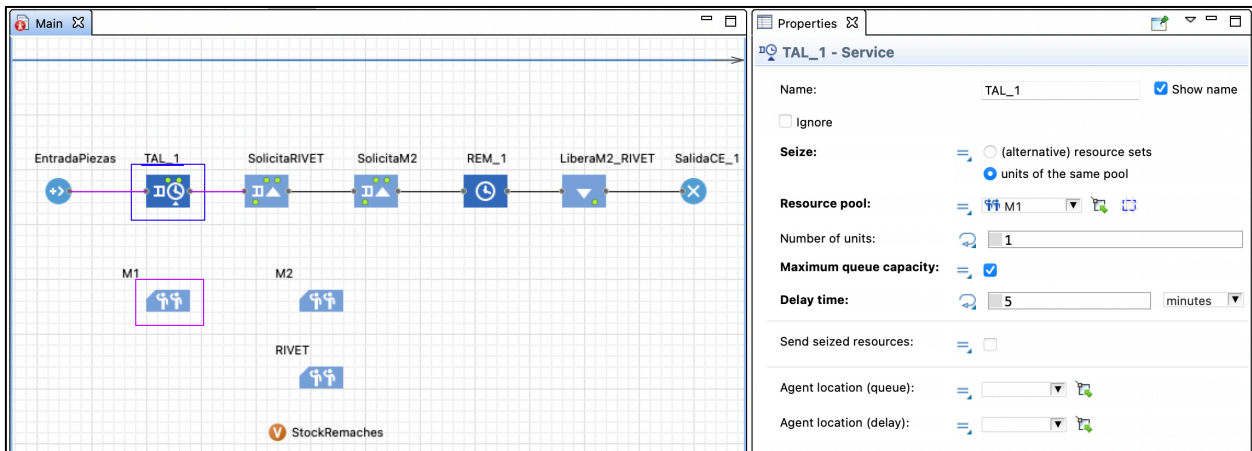 Main
EntradaPiezas TAL_1 SolicitaRIVET SolicitaM2 REM_1 LiberaM2_RIVET SalidaCE_1
M1 M2
RIVET
V StockRemaches
Properties
TAL_1 - Service
Name: TAL_1 Show name
Ignore
Seize: (alternative) resource sets
units of the same pool
Resource pool: M1
Number of units: 1
Maximum queue capacity:
Delay time: 5 minutes
Send seized resources:
Agent location (queue):
Agent location (delay):